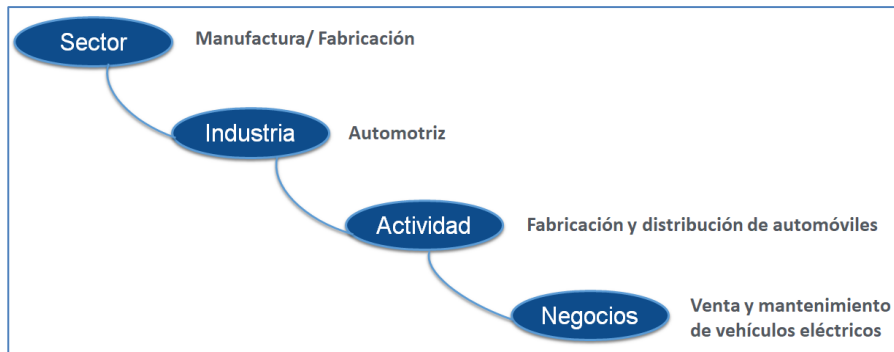 Sector
Manufactura/ Fabricación
Industria
Automotriz
Actividad
Fabricación y distribución de automóviles
Negocios
Venta y mantenimiento
de vehículos eléctricos